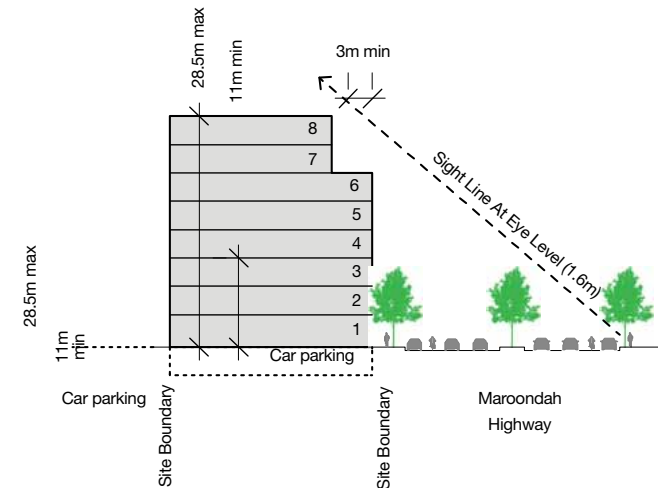 28.5m max
11m min
3m min
8
7
6
5
4
3
2
1
Sight Line At Eye Level (1.6m)
28.5m max
11m
min
Car parking
Car parking
Site Boundary
Site Boundary
Maroondah
Highway